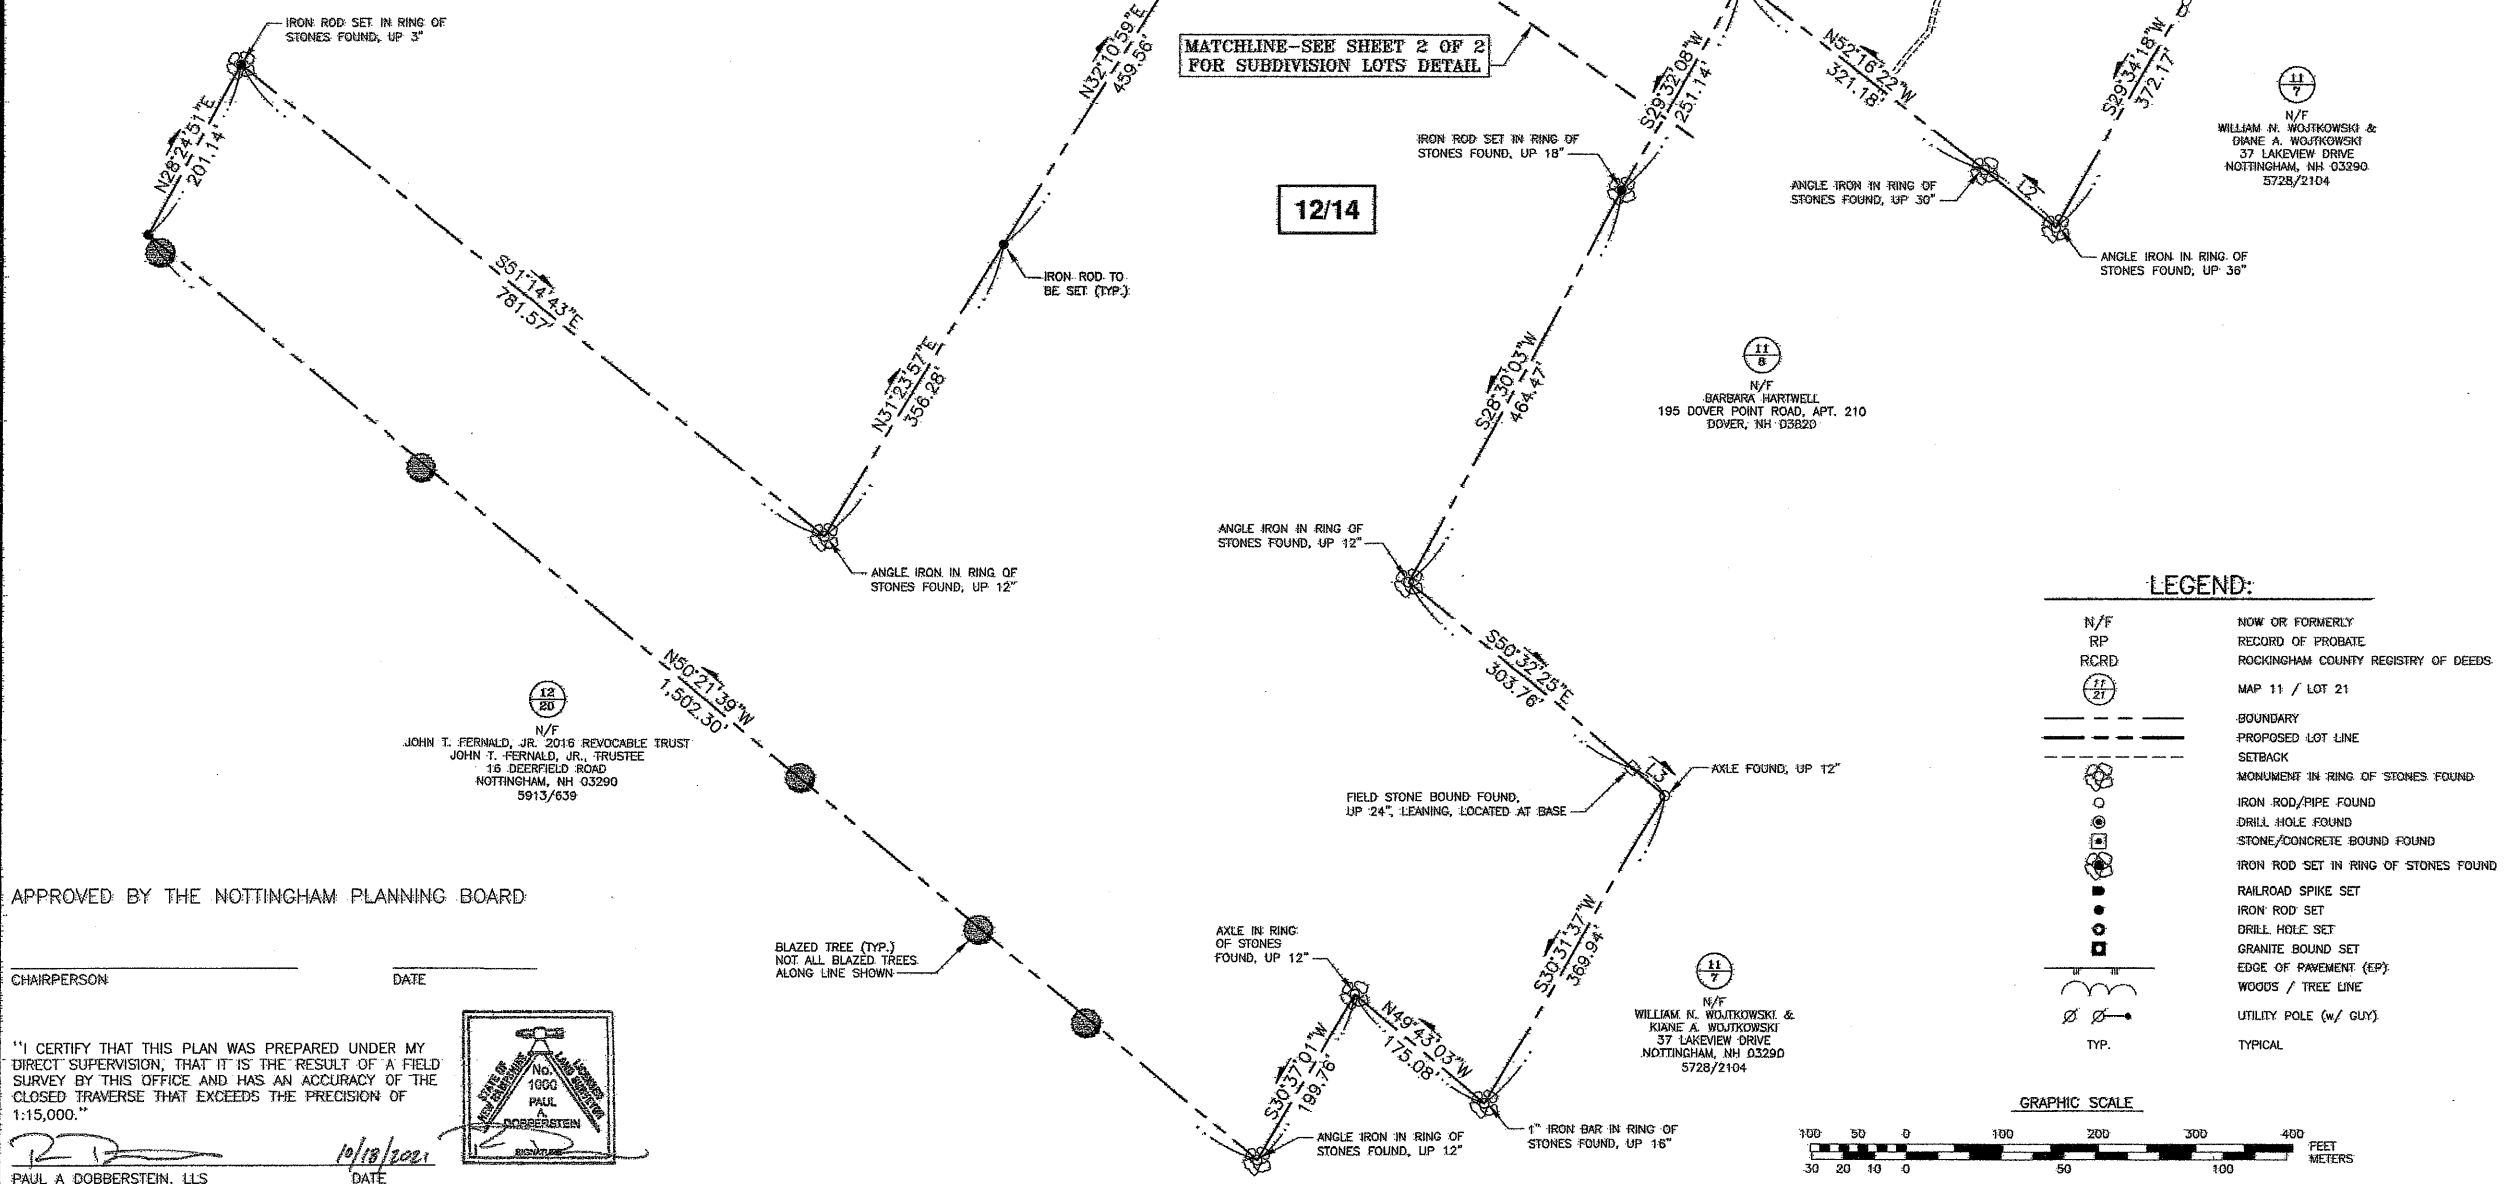 IRON ROD SET IN RING OF
STONES FOUND, UP 3"
N28°24'51"E
201.14'
S51°14'43"E
781.57'
N32°10'59"E
459.56'
MATCHLINE-SEE SHEET 2 OF 2
FOR SUBDIVISION LOTS DETAIL
S29°32'08"W
251.14'
N52°16'22"W
321.18'
S29°34'18"W
372.17'
11
7
N/F
WILLIAM N. WOJTKOWSKI &
DIANE A. WOJTKOWSKI
37 LAKEVIEW DRIVE
NOTTINGHAM, NH 03290
5728/2104
IRON ROD SET IN RING OF
STONES FOUND, UP 18"
12/14
ANGLE IRON IN RING OF
STONES FOUND, UP 30"
L2
ANGLE IRON IN RING OF
STONES FOUND, UP 36"
IRON ROD TO
BE SET (TYP.)
N31°23'57"E
356.28'
S28°30'03"W
464.47'
11
8
N/F
BARBARA HARTWELL
195 DOVER POINT ROAD, APT. 210
DOVER, NH 03820
ANGLE IRON IN RING OF
STONES FOUND, UP 12"
ANGLE IRON IN RING OF
STONES FOUND, UP 12"
S50°32'25"E
303.76'
N50°21'39"W
1,502.30'
12
20
N/F
JOHN T. FERNALD, JR. 2016 REVOCABLE TRUST
JOHN T. FERNALD, JR., TRUSTEE
16 DEERFIELD ROAD
NOTTINGHAM, NH 03290
5913/639
L3
AXLE FOUND, UP 12"
FIELD STONE BOUND FOUND,
UP 24", LEANING, LOCATED AT BASE
S30°31'37"W
369.94'
BLAZED TREE (TYP.)
NOT ALL BLAZED TREES
ALONG LINE SHOWN
AXLE IN RING
OF STONES
FOUND, UP 12"
N49°43'03"W
175.08'
S30°37'01"W
199.76'
11
7
N/F
WILLIAM N. WOJTKOWSKI &
KIANE A. WOJTKOWSKI
37 LAKEVIEW DRIVE
NOTTINGHAM, NH 03290
5728/2104
ANGLE IRON IN RING OF
STONES FOUND, UP 12"
1" IRON BAR IN RING OF
STONES FOUND, UP 16"
APPROVED BY THE NOTTINGHAM PLANNING BOARD
CHAIRPERSON
DATE
"I CERTIFY THAT THIS PLAN WAS PREPARED UNDER MY
DIRECT SUPERVISION, THAT IT IS THE RESULT OF A FIELD
SURVEY BY THIS OFFICE AND HAS AN ACCURACY OF THE
CLOSED TRAVERSE THAT EXCEEDS THE PRECISION OF
1:15,000."
10/18/2021
PAUL A DOBBERSTEIN, LLS
DATE
STATE OF
NEW HAMPSHIRE
LICENSED
LAND SURVEYOR
No.
1000
PAUL
A.
DOBBERSTEIN
SIGNATURE
LEGEND:
N/F NOW OR FORMERLY
RP RECORD OF PROBATE
RCRD ROCKINGHAM COUNTY REGISTRY OF DEEDS
11
21
MAP 11 / LOT 21
BOUNDARY
PROPOSED LOT LINE
SETBACK
MONUMENT IN RING OF STONES FOUND
IRON ROD/PIPE FOUND
DRILL HOLE FOUND
STONE/CONCRETE BOUND FOUND
IRON ROD SET IN RING OF STONES FOUND
RAILROAD SPIKE SET
IRON ROD SET
DRILL HOLE SET
GRANITE BOUND SET
EDGE OF PAVEMENT (EP)
WOODS / TREE LINE
UTILITY POLE (w/ GUY)
TYP. TYPICAL
GRAPHIC SCALE
100 50 0 100 200 300 400
FEET
METERS
30 20 10 0 50 100